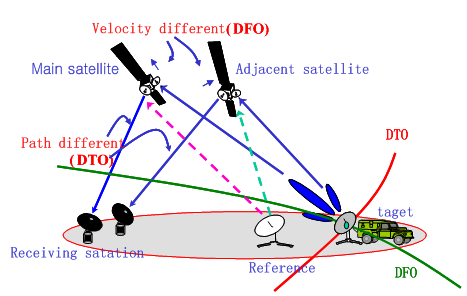 Velocity different(DFO)
Main satellite
Adjacent satellite
DTO
Path different
(DTO)
taget
Receiving satation
Reference
DFO